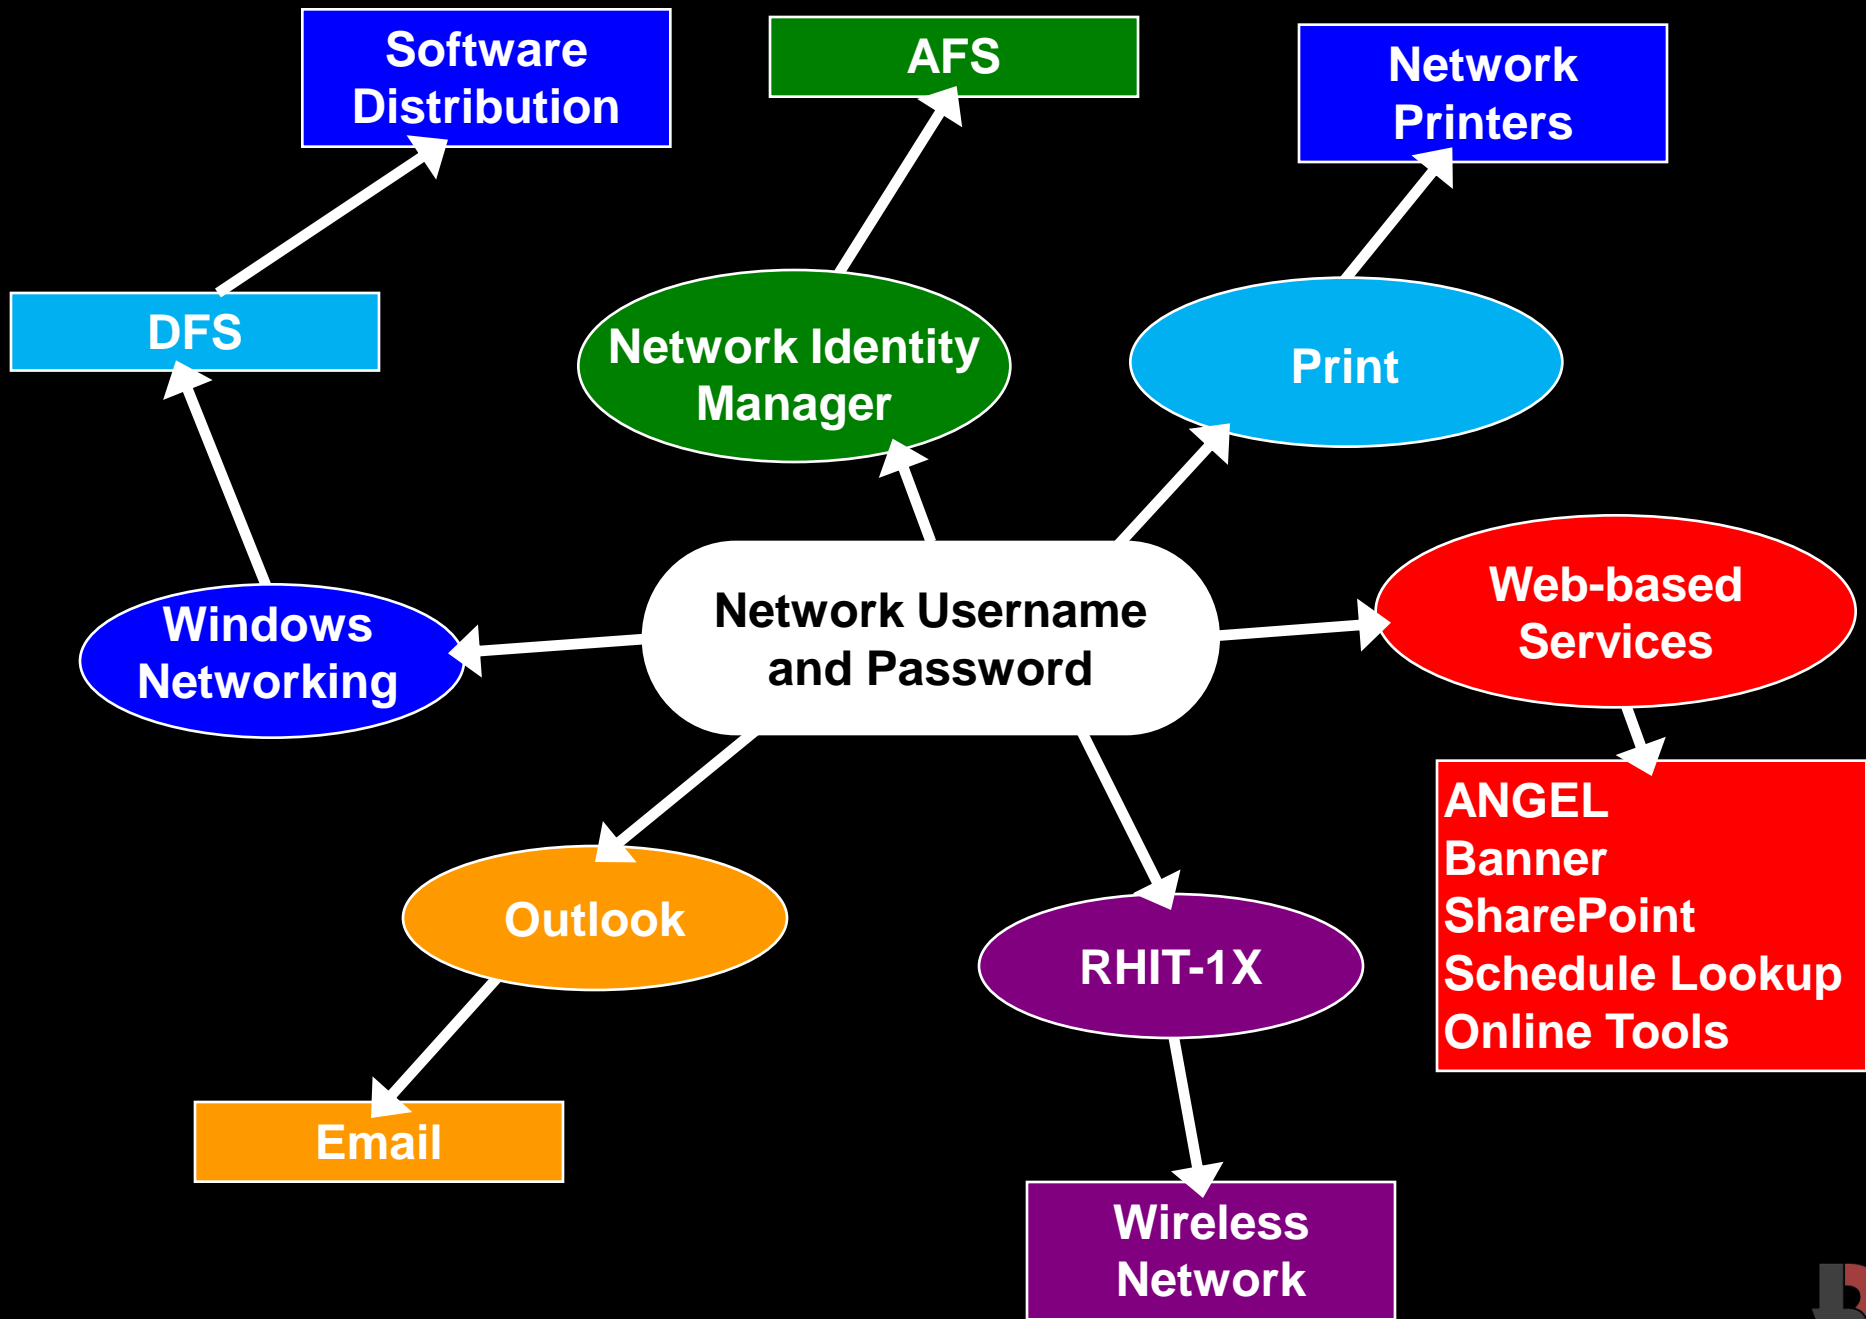 Software
Distribution
AFS
Network
Printers
DFS
Network Identity
Manager
Print
Windows
Networking
Network Username
and Password
Web-based
Services
ANGEL
Banner
SharePoint
Schedule Lookup
Online Tools
Outlook
RHIT-1X
Email
Wireless
Network